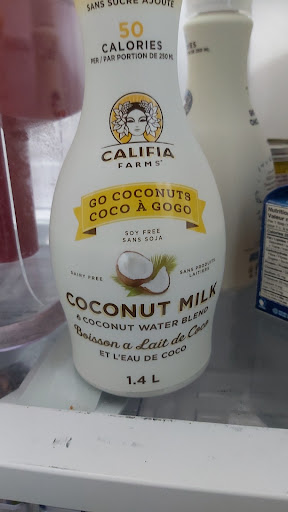 SANS SUCRE AJOUTÉ
50
CALORIES
PER / PAR PORTION DE 250 ML
CALIFIA
FARMS
GO COCONUTS
COCO À GOGO
SOY FREE
SANS SOJA
DAIRY FREE
SANS PRODUITS
LAITIERS
COCONUT MILK
& COCONUT WATER BLEND
Boisson a Lait de Coco
ET L'EAU DE COCO
1.4 L